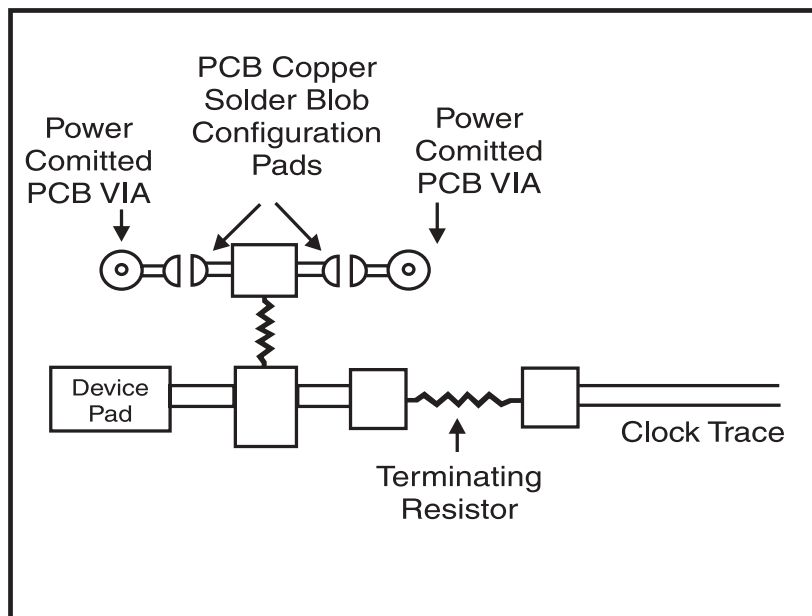 PCB Copper
Solder Blob
Configuration
Pads
Power
Comitted
PCB VIA
Power
Comitted
PCB VIA
Device
Pad
Clock Trace
Terminating
Resistor